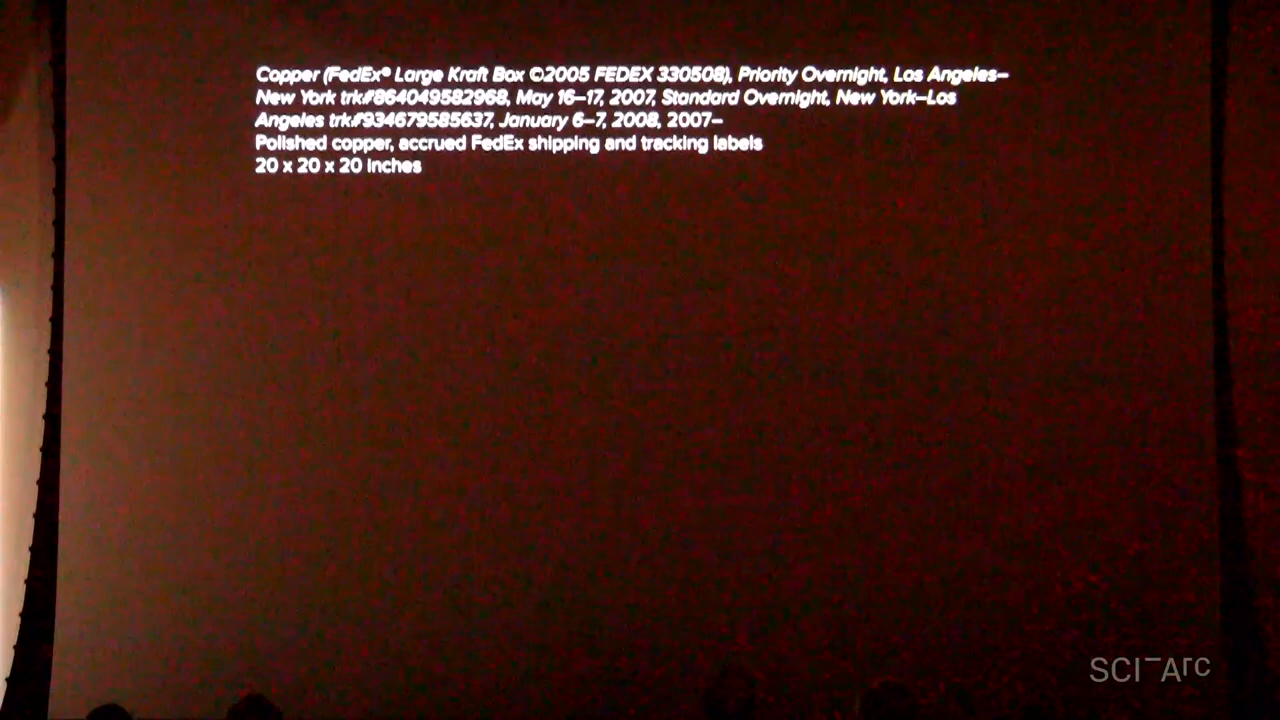 Copper (FedEx® Large Kraft Box ©2005 FEDEX 330508), Priority Overnight, Los Angeles–
New York trk#864049582968, May 16–17, 2007, Standard Overnight, New York–Los
Angeles trk#934679585637, January 6–7, 2008, 2007–
Polished copper, accrued FedEx shipping and tracking labels
20 x 20 x 20 inches
SCI-Arc